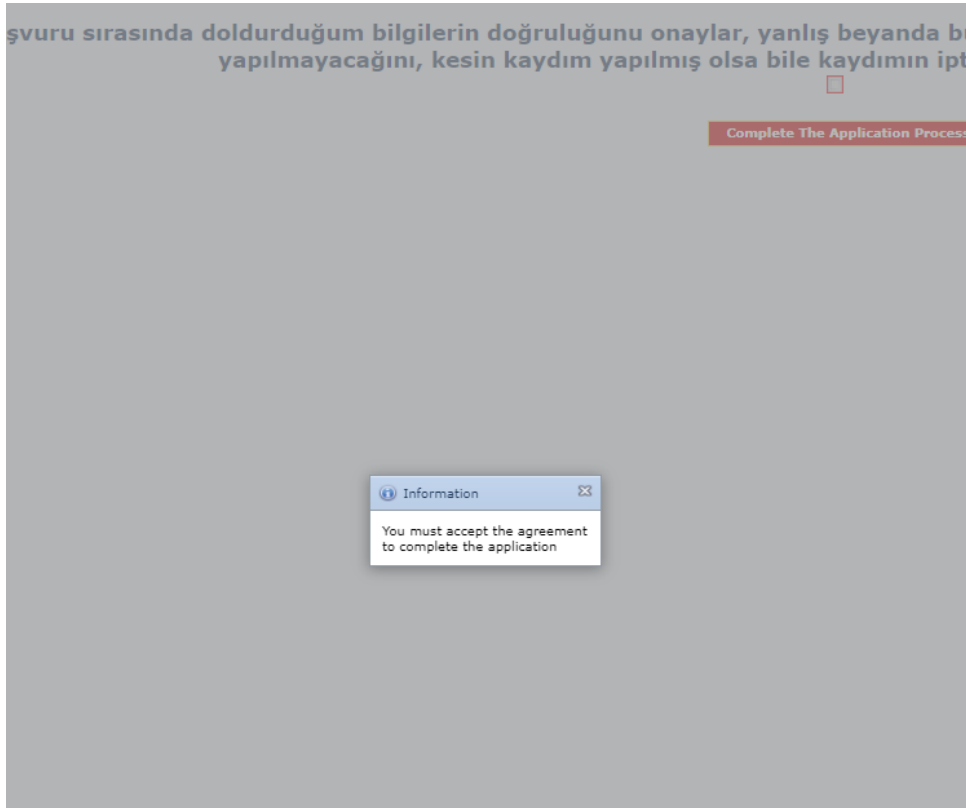 şvuru sırasında doldurduğum bilgilerin doğruluğunu onaylar, yanlış beyanda
yapılmayacağını, kesin kaydım yapılmış olsa bile kaydımın
Complete The Application Process
Information
You must accept the agreement
to complete the application